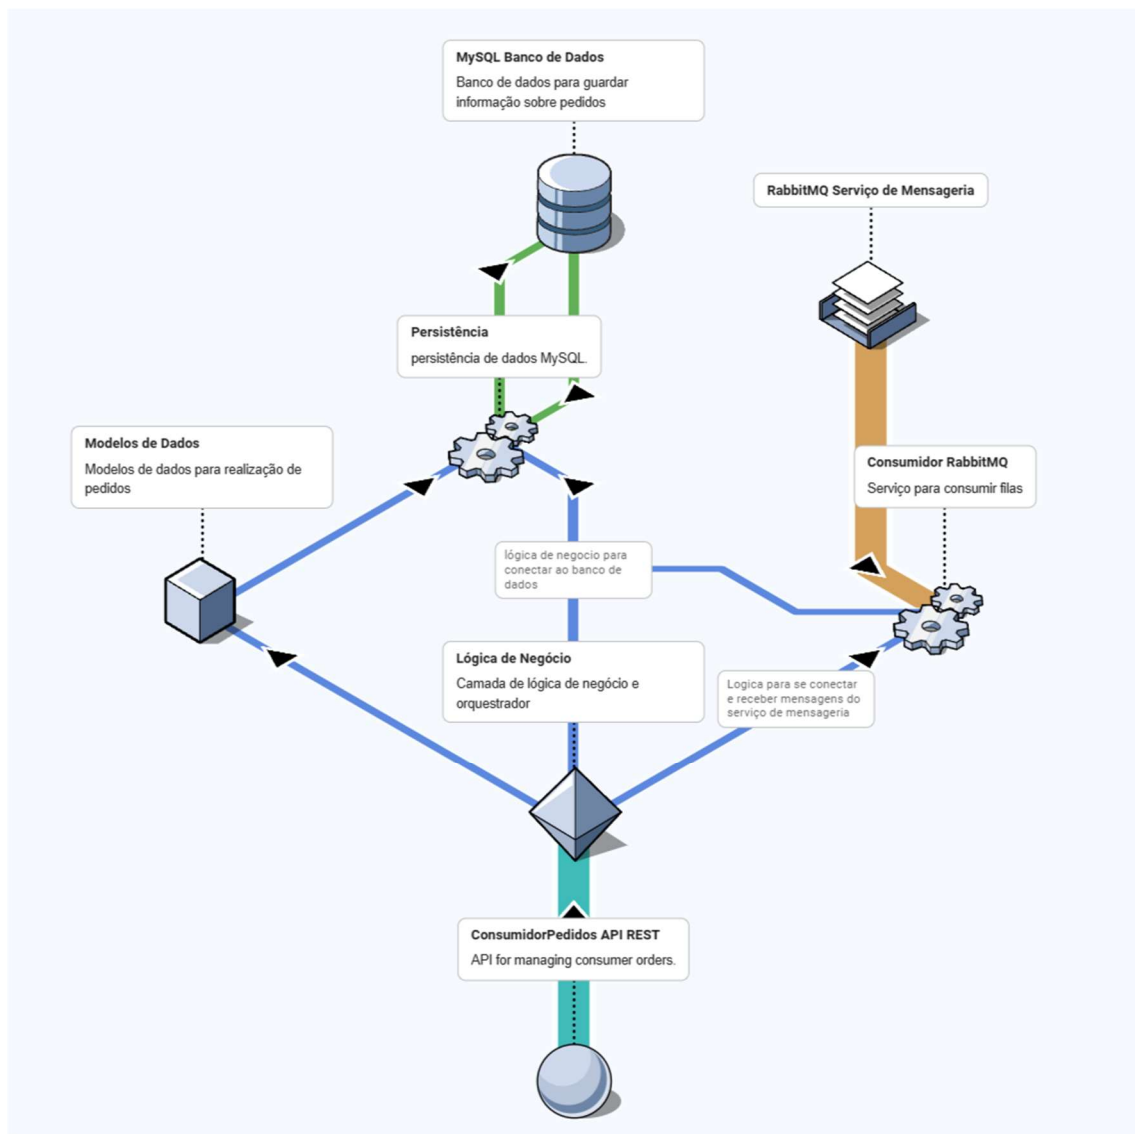 MySQL Banco de Dados
Banco de dados para guardar
informação sobre pedidos
RabbitMQ Serviço de Mensageria
Persistência
persistência de dados MySQL.
Modelos de Dados
Modelos de dados para realização de
pedidos
Consumidor RabbitMQ
Serviço para consumir filas
lógica de negocio para
conectar ao banco de
dados
Lógica de Negócio
Camada de lógica de negócio e
orquestrador
Logica para se conectar
e receber mensagens do
serviço de mensageria
ConsumidorPedidos API REST
API for managing consumer orders.